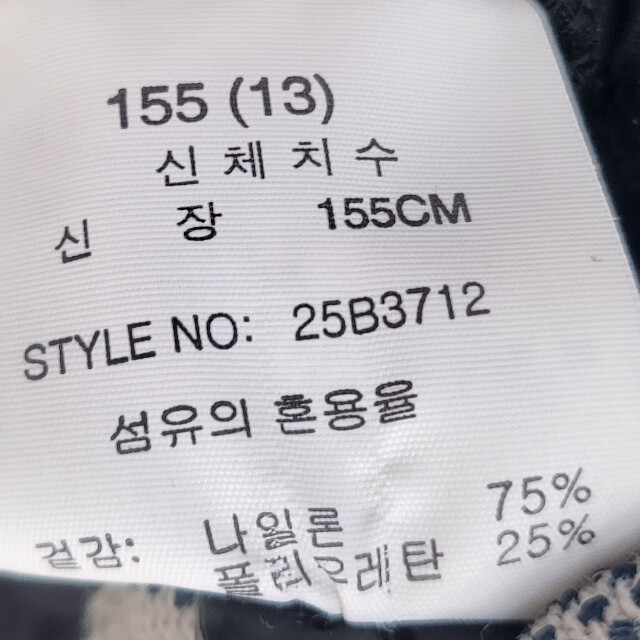 155 (13)
신체치수
신 장 155CM
STYLE NO: 25B3712
섬유의 혼용율
겉감: 나일론 75%
폴리우레탄 25%